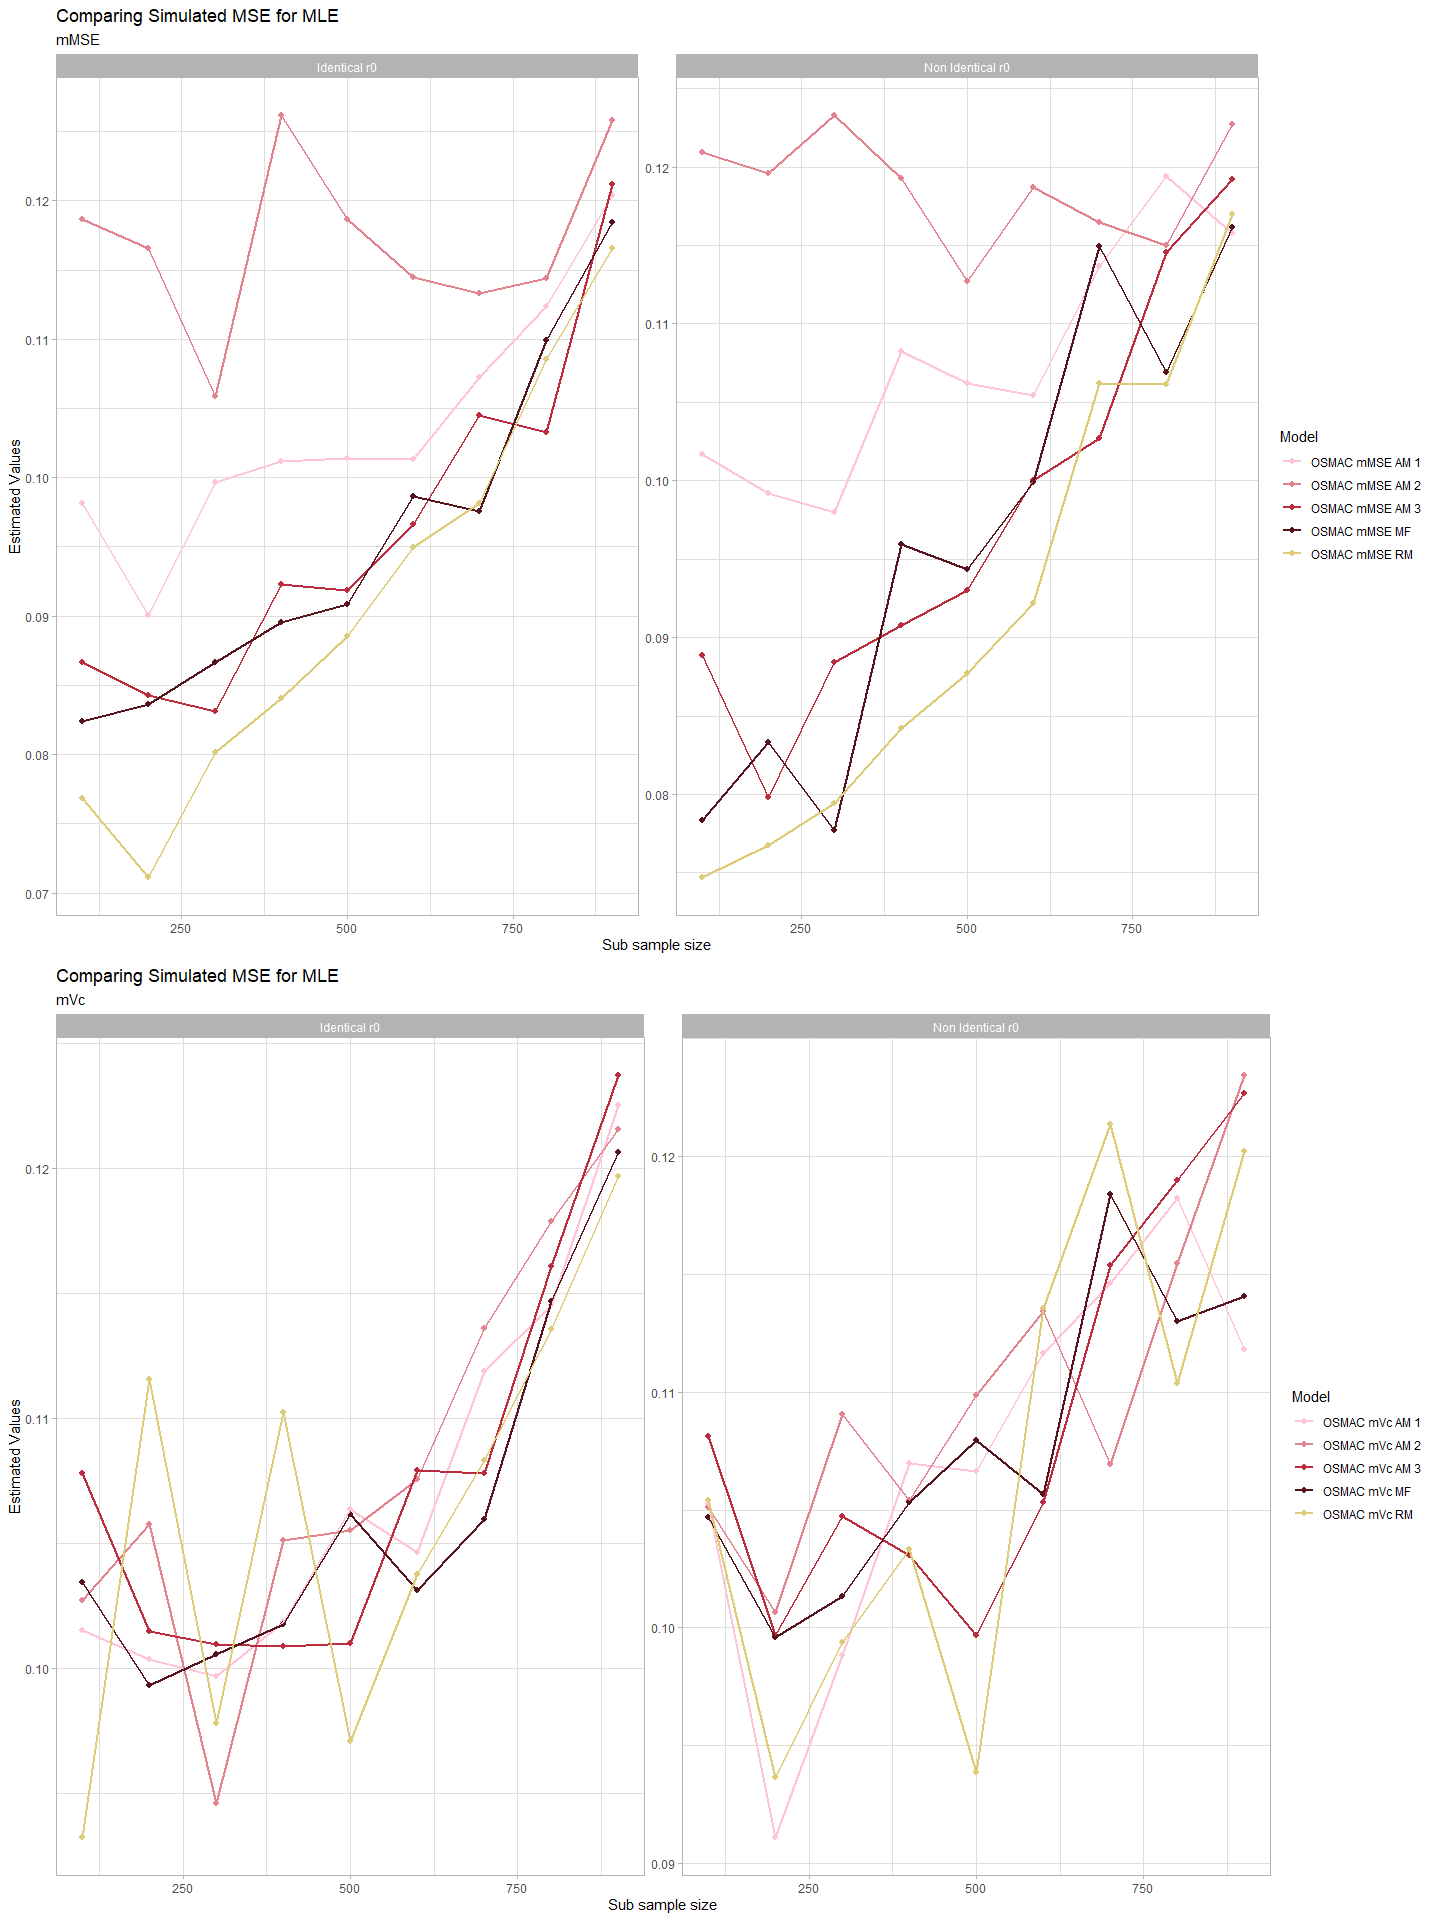 Comparing Simulated MSE for MLE
mMSE
Identical r0
Non Identical r0
0.12
0.11
0.10
0.09
0.08
0.07
0.12
0.11
0.10
0.09
0.08
Estimated Values
250
500
750
250
500
750
Sub sample size
Model
OSMAC mMSE AM 1
OSMAC mMSE AM 2
OSMAC mMSE AM 3
OSMAC mMSE MF
OSMAC mMSE RM
Comparing Simulated MSE for MLE
mVc
Identical r0
Non Identical r0
0.12
0.11
0.10
0.12
0.11
0.10
0.09
Estimated Values
250
500
750
250
500
750
Sub sample size
Model
OSMAC mVc AM 1
OSMAC mVc AM 2
OSMAC mVc AM 3
OSMAC mVc MF
OSMAC mVc RM